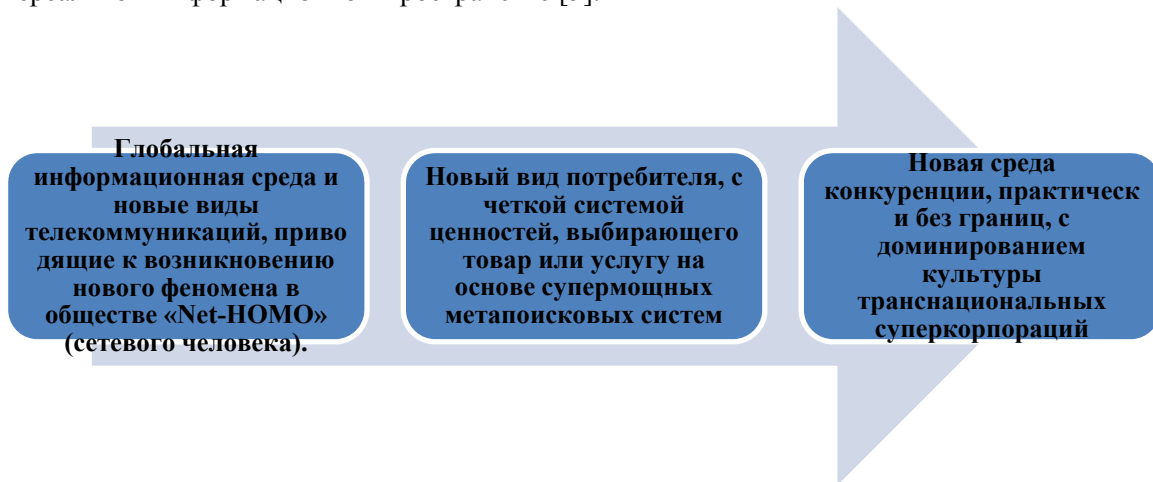 Глобальная
информационная среда и
новые виды
телекоммуникаций, приво
дящие к возникновению
нового феномена в
обществе «Net-HOMO»
(сетевого человека).
Новый вид потребителя, с
четкой системой
ценностей, выбирающего
товар или услугу на
основе супермощных
метапоисковых систем
Новая среда
конкуренции, практическ
и без границ, с
доминированием
культуры
транснациональных
суперкорпораций